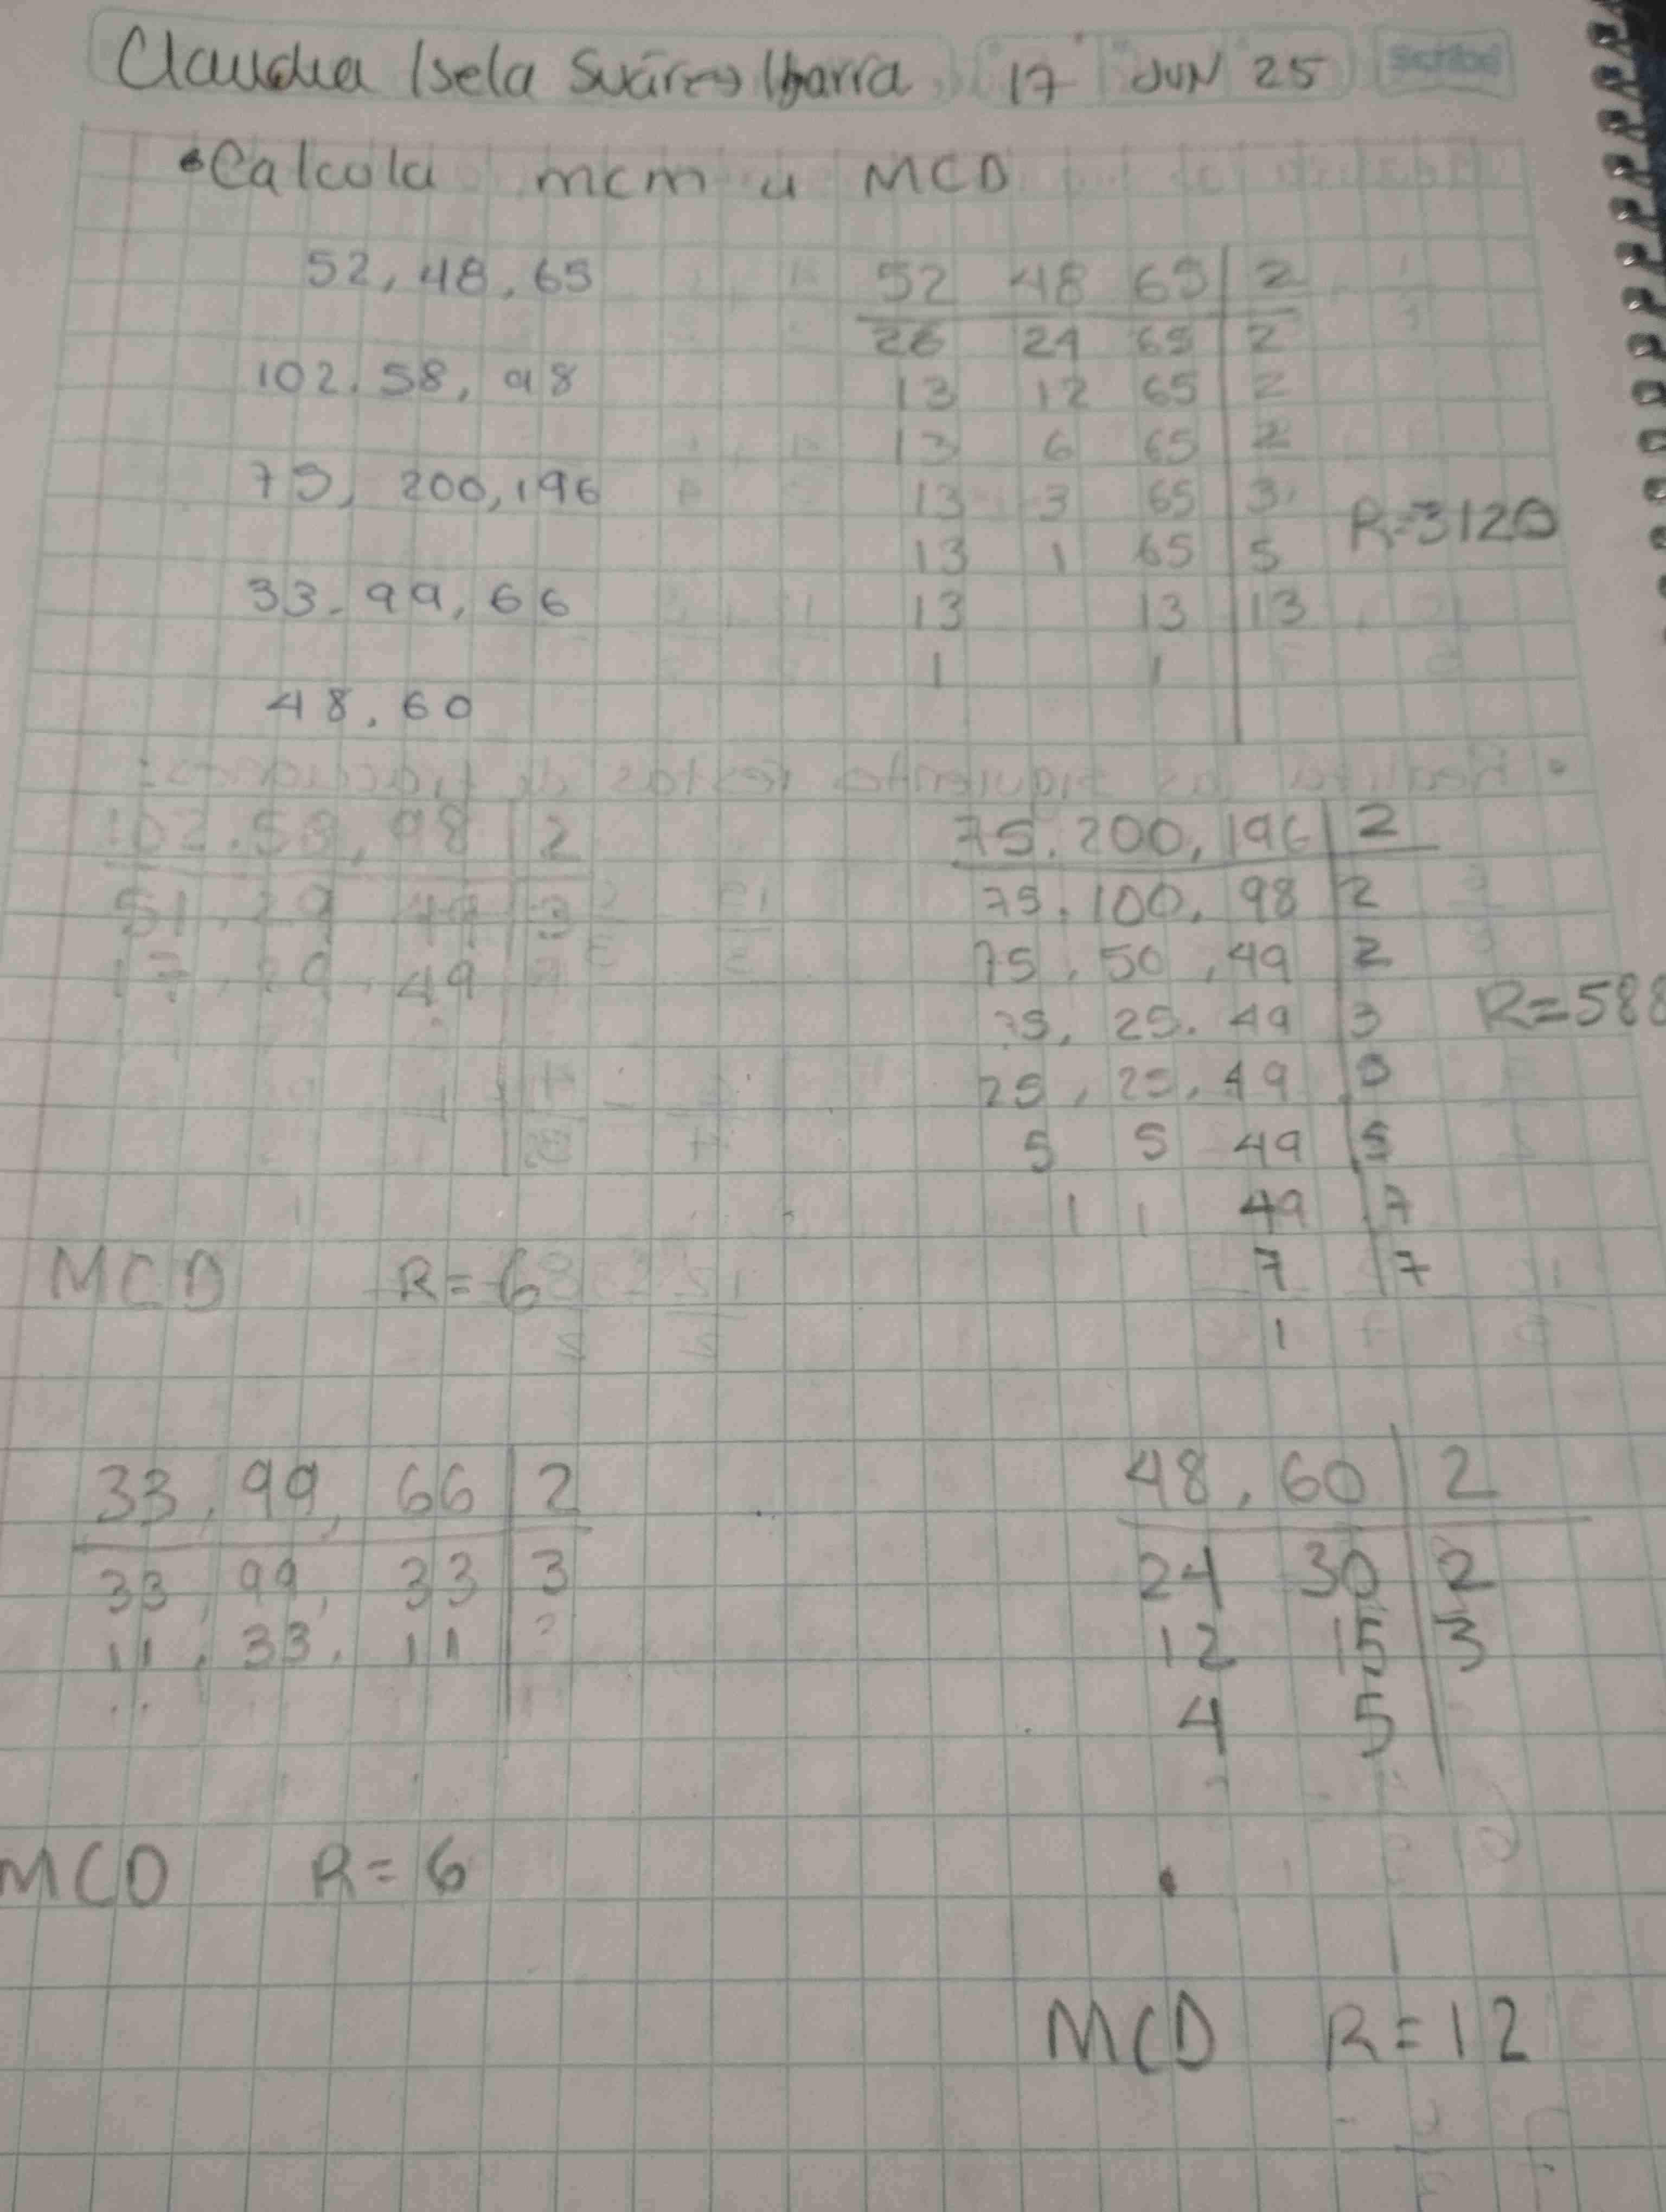 Claudia Isela Suárez Ibarra 17 JUN 25 Scribe
Calcola mcm y MCD
52, 48, 65
102. 58, 98
75, 200, 196
33. 99, 66
48, 60
52 48 65 2
26 24 65 2
13 12 65 2
13 6 65 2
13 3 65 3
13 1 65 5
13 13 13
1 1
R=3120
102. 58, 98 2
51. 29 49 3
17. 29. 49
MCD R=6
75. 200, 196 2
75, 100, 98 2
75, 50, 49 2
75, 25. 49 3
25, 25, 49 5
5 5 49 5
1 1 49 7
7 7
1
R=588
33, 99, 66 2
33, 99, 33 3
11, 33. 11
MCD R=6
48, 60 2
24 30 2
12 15 3
4 5
MCD R=12